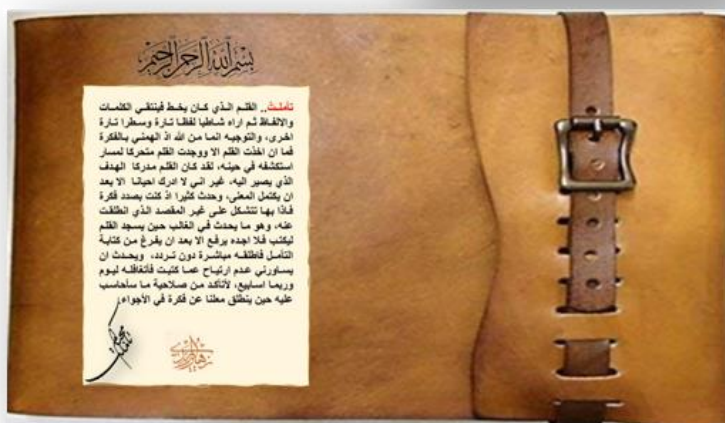 بسم الله الرحمن الرحيم
تأملت.. القلم الذي كان يخط فينتقي الكلمات
والالفاظ ثم اراه شاطبا لفظا تارة وسطرا تارة
اخرى، والتوجيه انما من الله اذ الهمني بالفكرة
فما ان اخذت القلم الا ووجدت القلم متحركا لمسار
استكشفه في حينه، لقد كان القلم مدركا الهدف
الذي يصير اليه، غير اني لا ادرك احيانا الا بعد
ان يكتمل المعنى، وحدث كثيرا اذ كنت بصدد فكرة
فاذا بها تتشكل على غير المقصد الذي انطلقت
عنه، وهو ما يحدث في الغالب حين يسجد القلم
ليكتب فلا اجده يرفع الا بعد ان يفرغ من كتابة
التأمل فاطلقه مباشرة دون تردد، ويحدث ان
يساورني عدم ارتياح عما كتبت فأتغافله ليوم
وربما اسابيع، لأتأكد من صلاحية ما سأحاسب
عليه حين ينطلق معلنا عن فكرة في الأجواء،